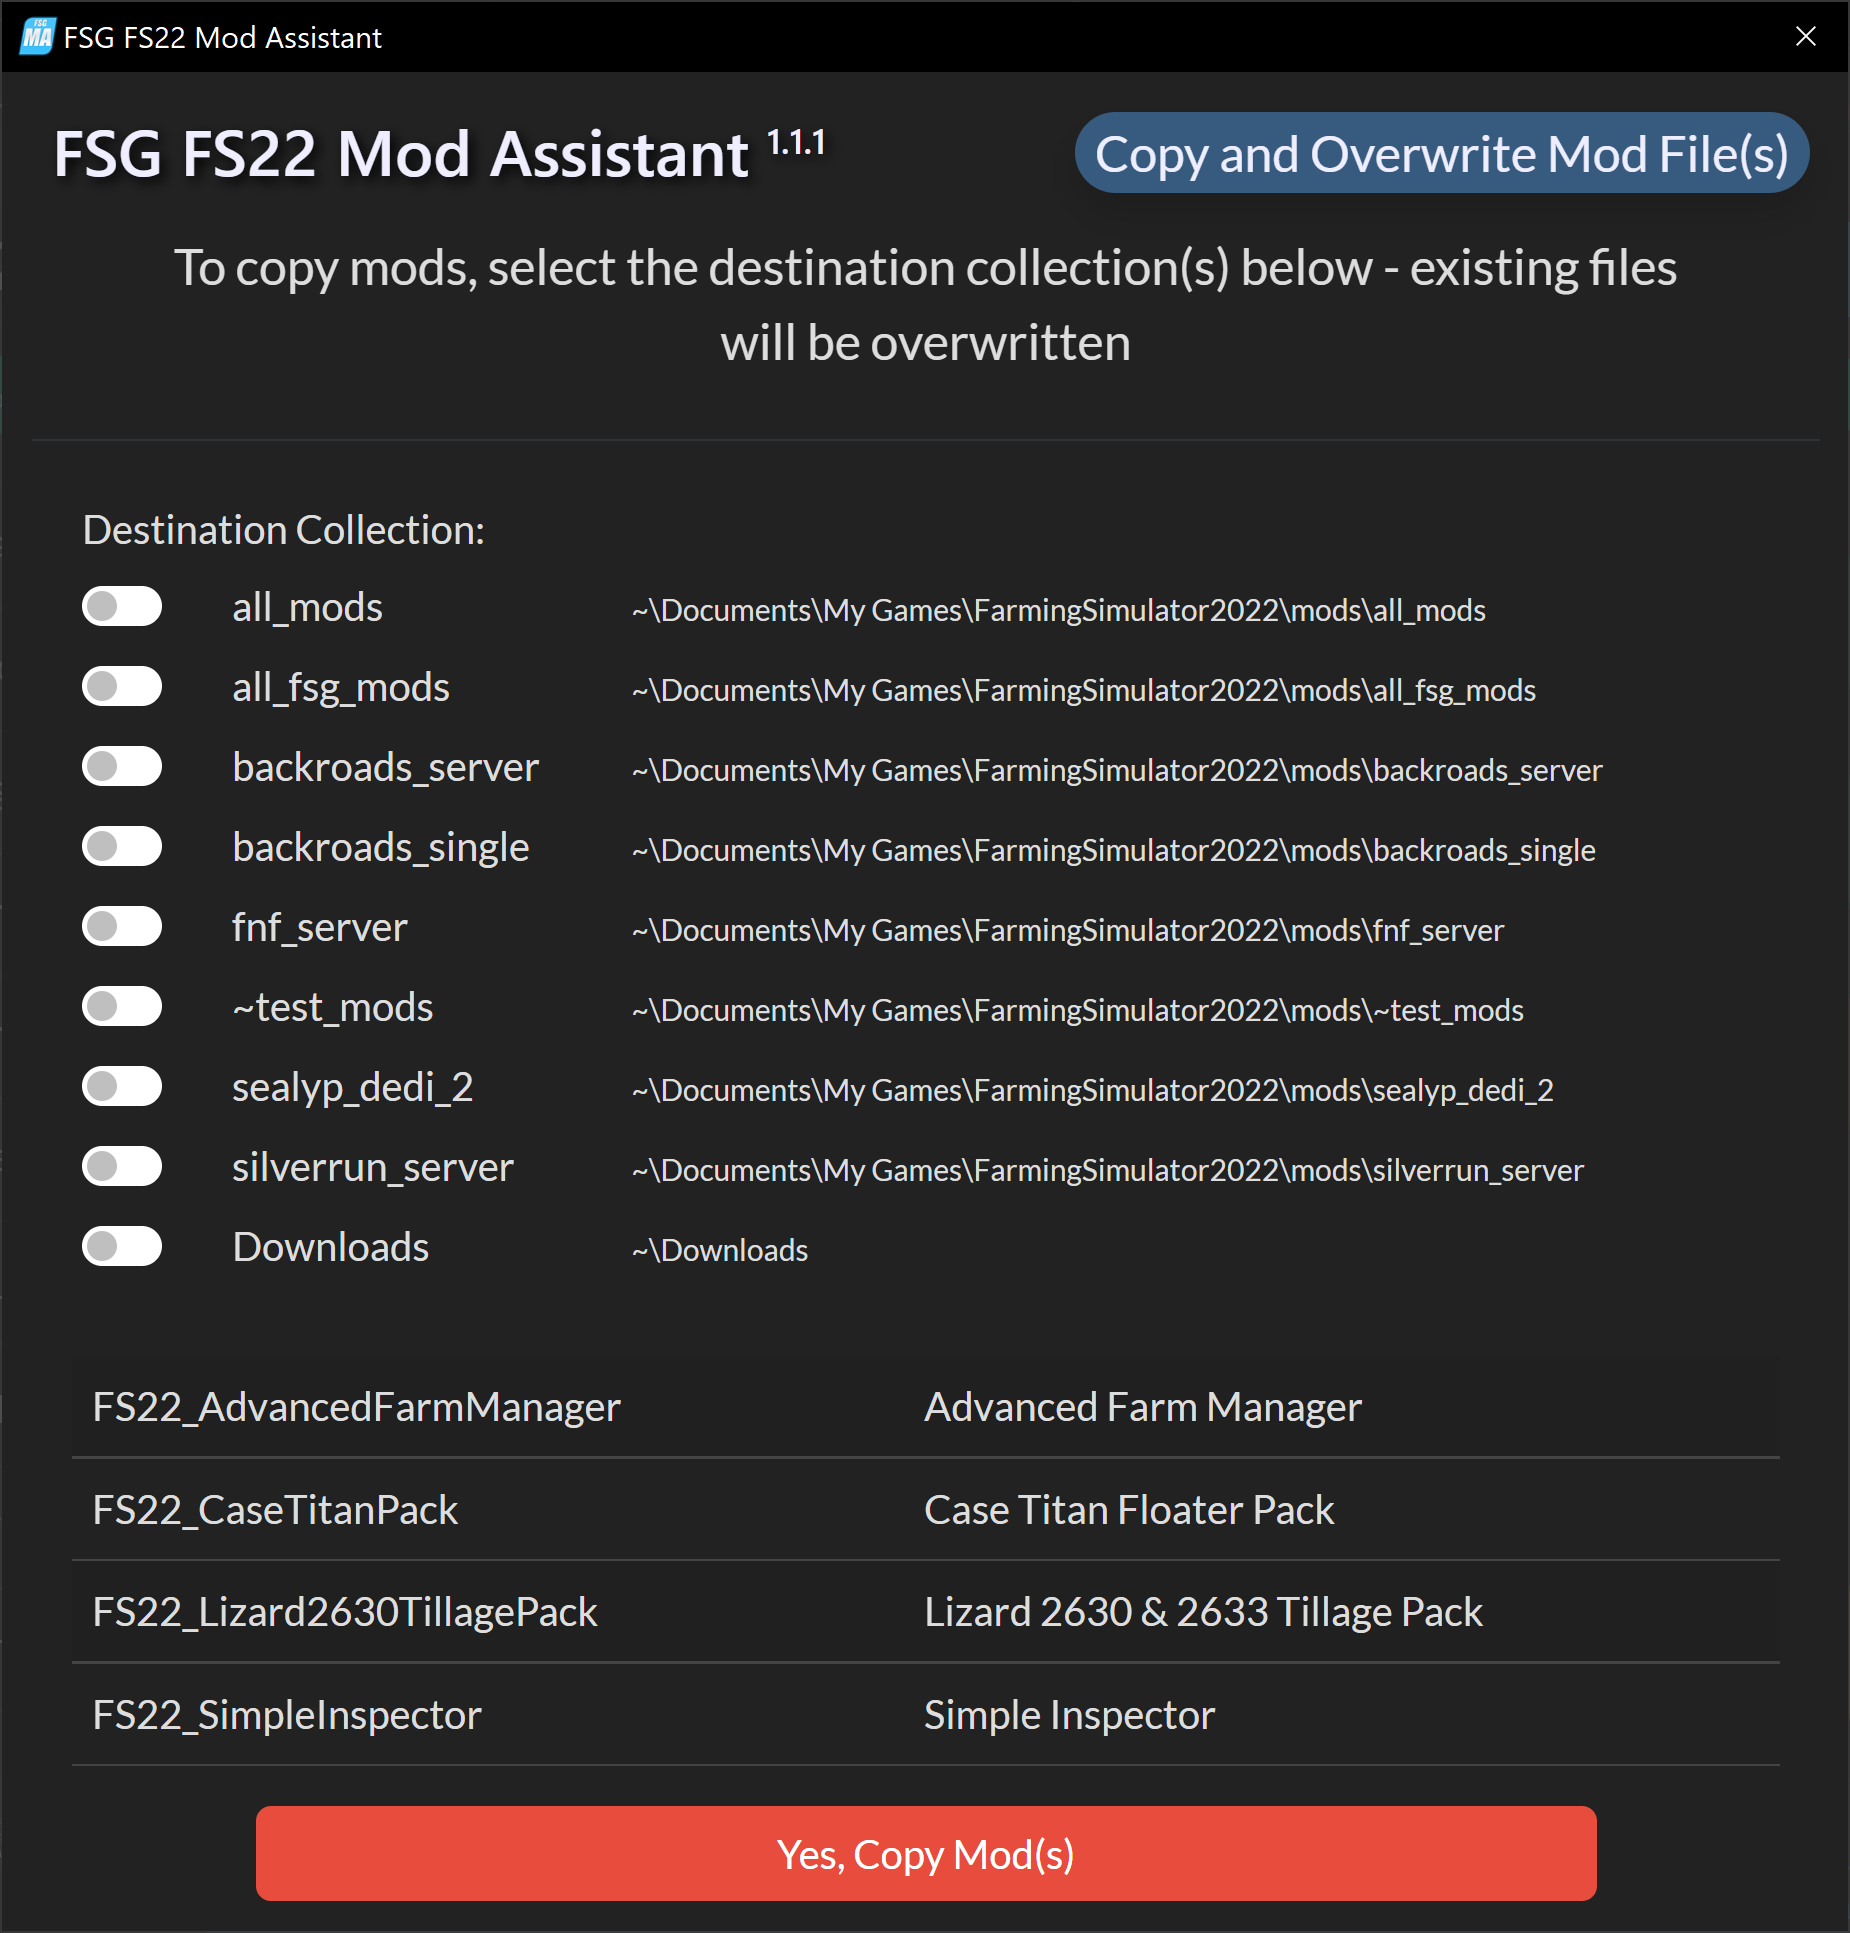 FSG MA FSG FS22 Mod Assistant
FSG FS22 Mod Assistant 1.1.1
Copy and Overwrite Mod File(s)
To copy mods, select the destination collection(s) below - existing files
will be overwritten
Destination Collection:
all_mods ~\Documents\My Games\FarmingSimulator2022\mods\all_mods
all_fsg_mods ~\Documents\My Games\FarmingSimulator2022\mods\all_fsg_mods
backroads_server ~\Documents\My Games\FarmingSimulator2022\mods\backroads_server
backroads_single ~\Documents\My Games\FarmingSimulator2022\mods\backroads_single
fnf_server ~\Documents\My Games\FarmingSimulator2022\mods\fnf_server
~test_mods ~\Documents\My Games\FarmingSimulator2022\mods\~test_mods
sealyp_dedi_2 ~\Documents\My Games\FarmingSimulator2022\mods\sealyp_dedi_2
silverrun_server ~\Documents\My Games\FarmingSimulator2022\mods\silverrun_server
Downloads ~\Downloads
FS22_AdvancedFarmManager Advanced Farm Manager
FS22_CaseTitanPack Case Titan Floater Pack
FS22_Lizard2630TillagePack Lizard 2630 & 2633 Tillage Pack
FS22_SimpleInspector Simple Inspector
Yes, Copy Mod(s)